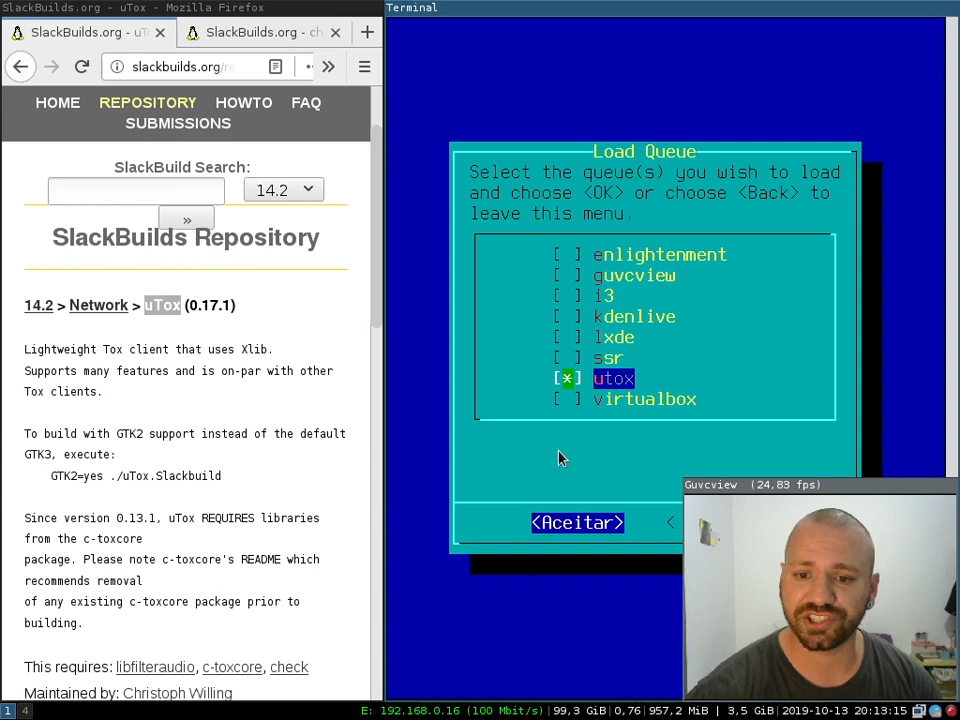 SlackBuilds.org - uTox - Mozilla Firefox
SlackBuilds.org - uT
SlackBuilds.org - ch
slackbuilds.org/r
HOME REPOSITORY HOWTO FAQ
SUBMISSIONS
SlackBuild Search:
14.2
»
SlackBuilds Repository
14.2 > Network > uTox (0.17.1)
Lightweight Tox client that uses Xlib.
Supports many features and is on-par with other
Tox clients.
To build with GTK2 support instead of the default
GTK3, execute:
GTK2=yes ./uTox.Slackbuild
Since version 0.13.1, uTox REQUIRES libraries
from the c-toxcore
package. Please note c-toxcore's README which
recommends removal
of any existing c-toxcore package prior to
building.
This requires: libfilteraudio, c-toxcore, check
Maintained by: Christoph Willing
Terminal
Load Queue
Select the queue(s) you wish to load
and choose <OK> or choose <Back> to
leave this menu.
[ ] enlightenment
[ ] guvcview
[ ] i3
[ ] kdenlive
[ ] lxde
[ ] ssr
[*] utox
[ ] virtualbox
<Aceitar> <
Guvcview (24,83 fps)
1 4 E: 192.168.0.16 (100 Mbit/s)|99,3 GiB|0,76|957,2 MiB | 3,5 GiB|2019-10-13 20:13:15